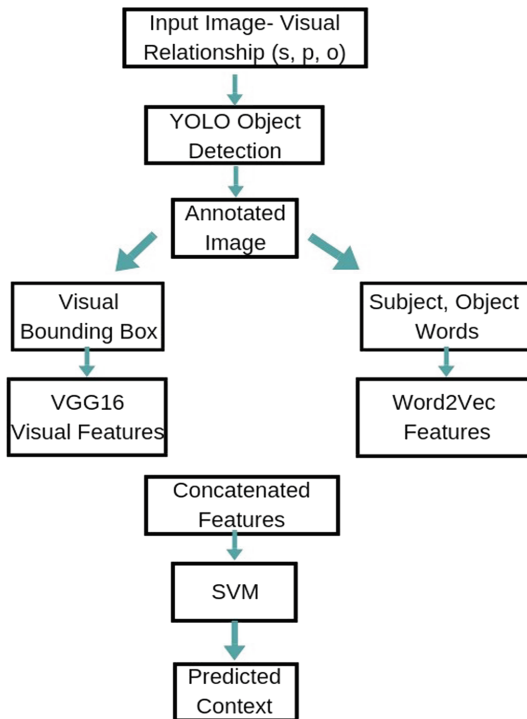 Input Image- Visual
Relationship (s, p, o)
YOLO Object
Detection
Annotated
Image
Visual
Bounding Box
Subject, Object
Words
VGG16
Visual Features
Word2Vec
Features
Concatenated
Features
SVM
Predicted
Context